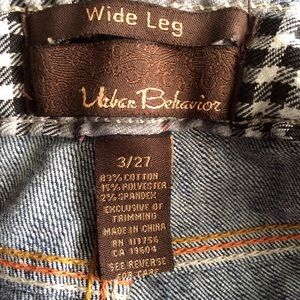 Wide Leg
Urban Behavior
3/27
83% COTTON
15% POLYESTER
2% SPANDEX
EXCLUSIVE OF
TRIMMING
MADE IN CHINA
RN 113756
CA 19604
SEE REVERSE
FOR CARE